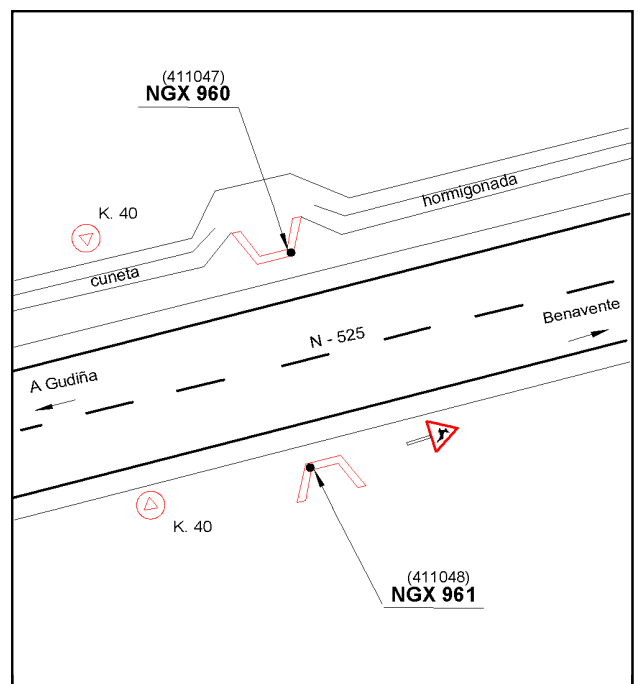 (411047)
NGX 960
K. 40
hormigonada
cuneta
Benavente
N - 525
A Gudiña
K. 40
(411048)
NGX 961